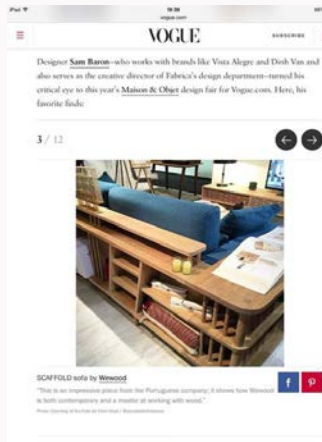 iPad
18:38
vogue.com
VOGUE
SUBSCRIBE
Designer Sam Baron—who works with brands like Vista Alegre and Dish Van and
also serves as the creative director of Fabrica's design department—turned his
critical eye to this year's Maison & Objet design fair for Vogue.com. Here, his
favorite finds:
3 / 12
SCAFFOLD sofa by Wewood
"This is an impressive piece from the Portuguese company; it shows how Wewood
is both contemporary and a master at working with wood."